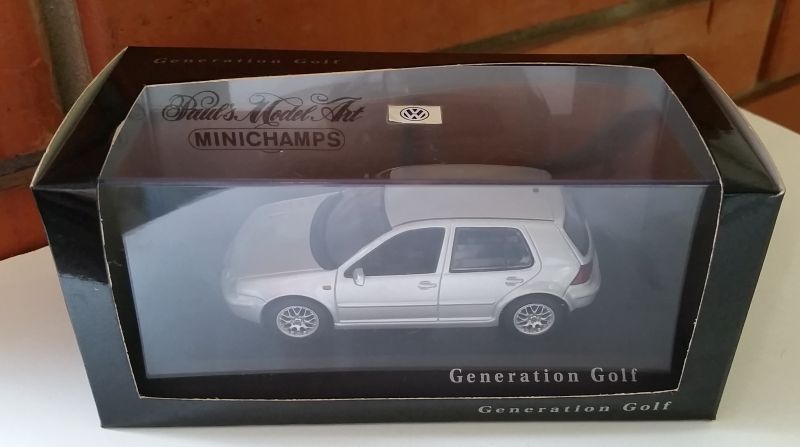 Generation Golf
Paul's Model Art
MINICHAMPS
Generation Golf
Generation Golf